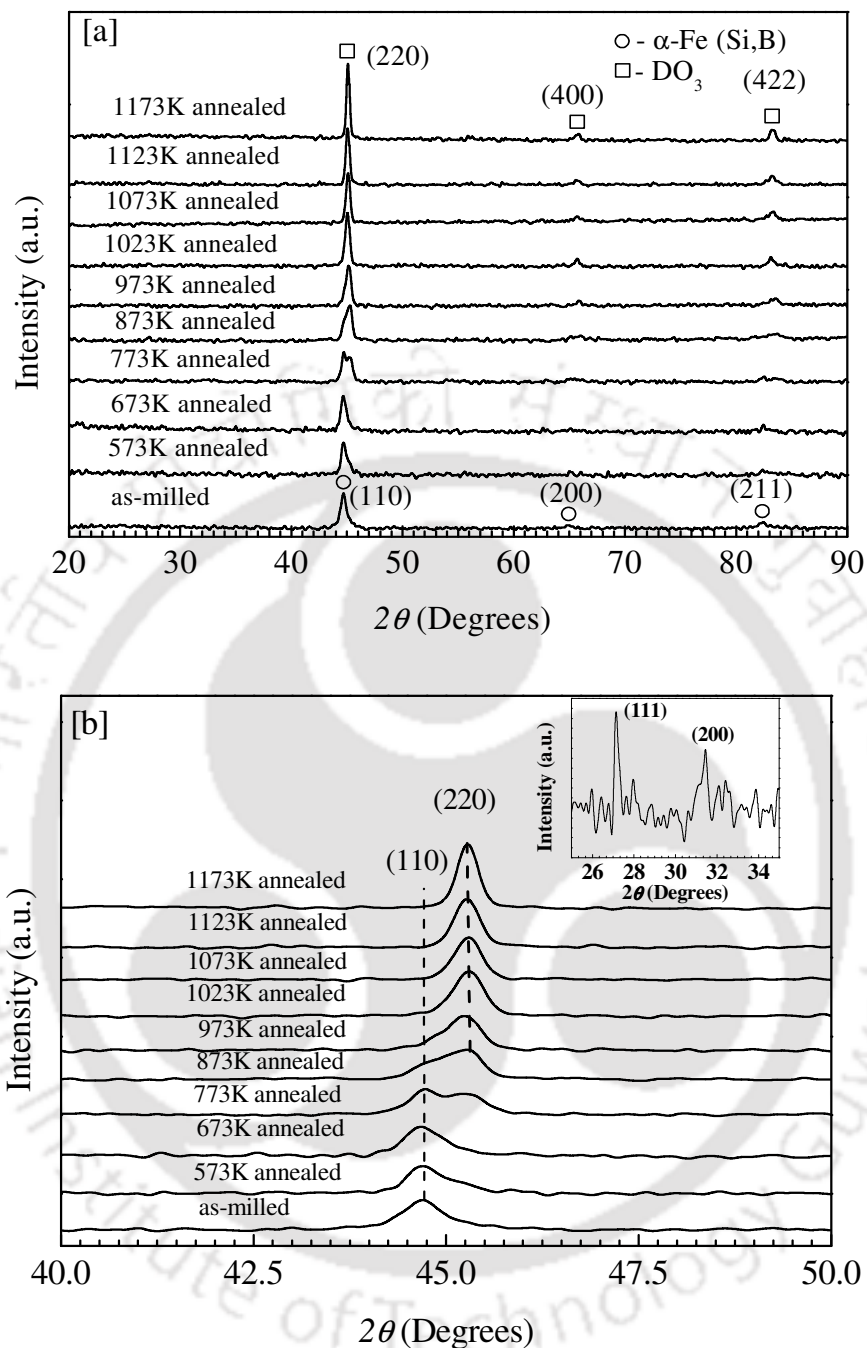 [a]
(220)
○ - α-Fe (Si,B)
□ - DO₃
(400)
(422)
1173K annealed
1123K annealed
1073K annealed
1023K annealed
973K annealed
873K annealed
773K annealed
673K annealed
573K annealed
as-milled
(110)
(200)
(211)
Intensity (a.u.)
20 30 40 50 60 70 80 90
2θ (Degrees)
[b]
(111)
(200)
Intensity (a.u.)
26 28 30 32 34
2θ (Degrees)
(220)
(110)
1173K annealed
1123K annealed
1073K annealed
1023K annealed
973K annealed
873K annealed
773K annealed
673K annealed
573K annealed
as-milled
Intensity (a.u.)
40.0 42.5 45.0 47.5 50.0
2θ (Degrees)
Institute of Technology Guw